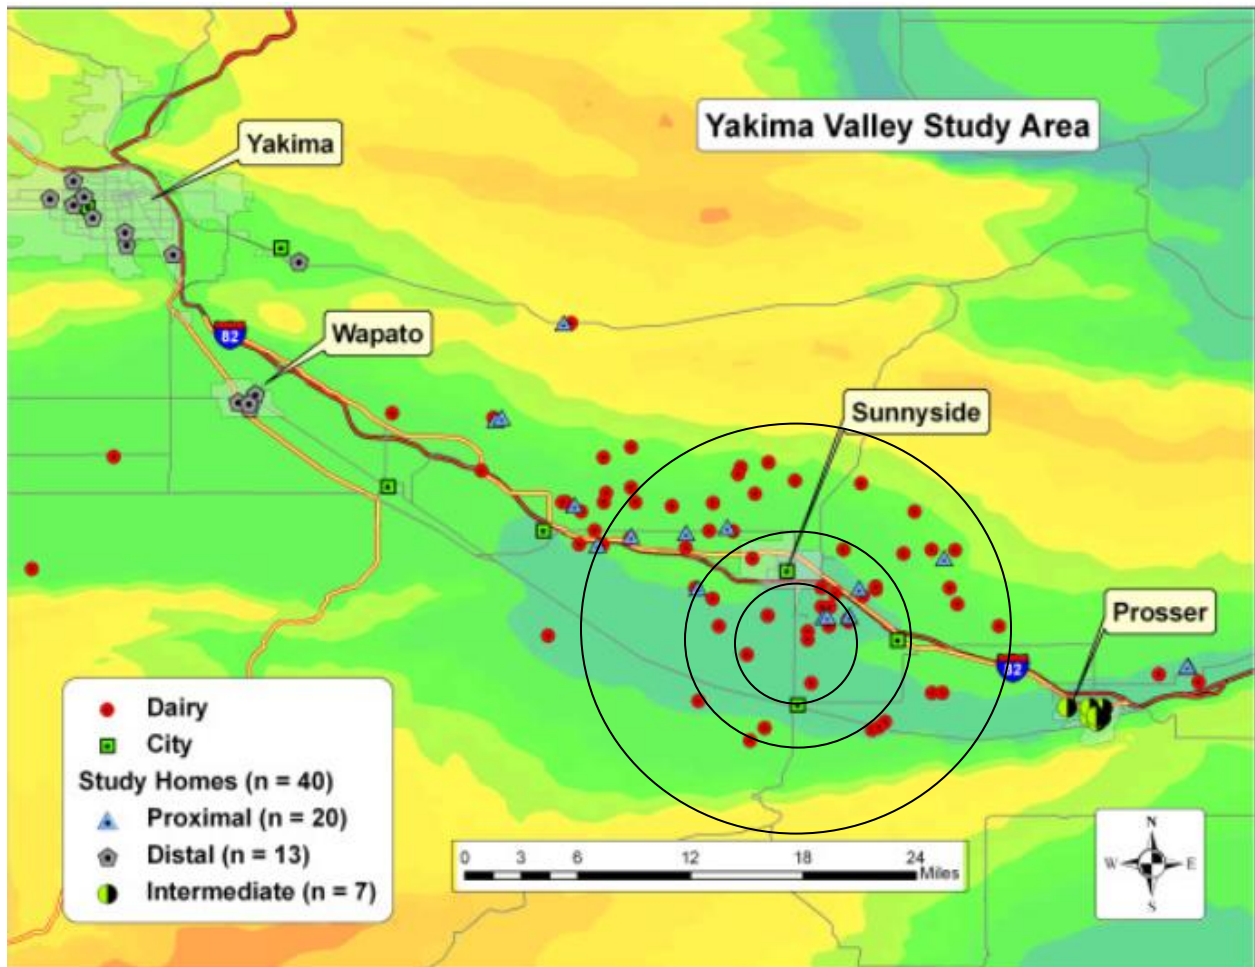 Yakima Valley Study Area
Yakima
82
Wapato
Sunnyside
Prosser
82
Dairy
City
Study Homes (n = 40)
Proximal (n = 20)
Distal (n = 13)
Intermediate (n = 7)
0 3 6 12 18 24
Miles
N
W E
S